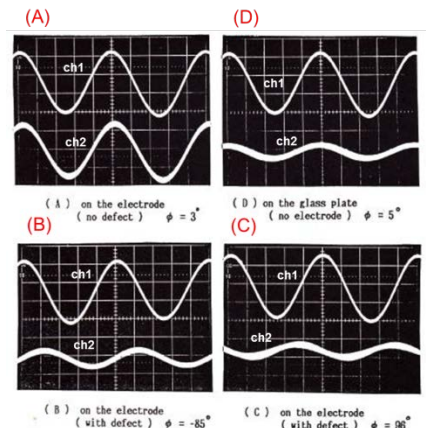 (A)
(D)
ch1
ch2
ch1
ch2
( A ) on the electrode
( no defect ) ϕ = 3°
( D ) on the glass plate
( no electrode ) ϕ = 5°
(B)
(C)
ch1
ch2
ch1
ch2
( B ) on the electrode
( with defect ) ϕ = -85°
( C ) on the electrode
( with defect ) ϕ = 96°